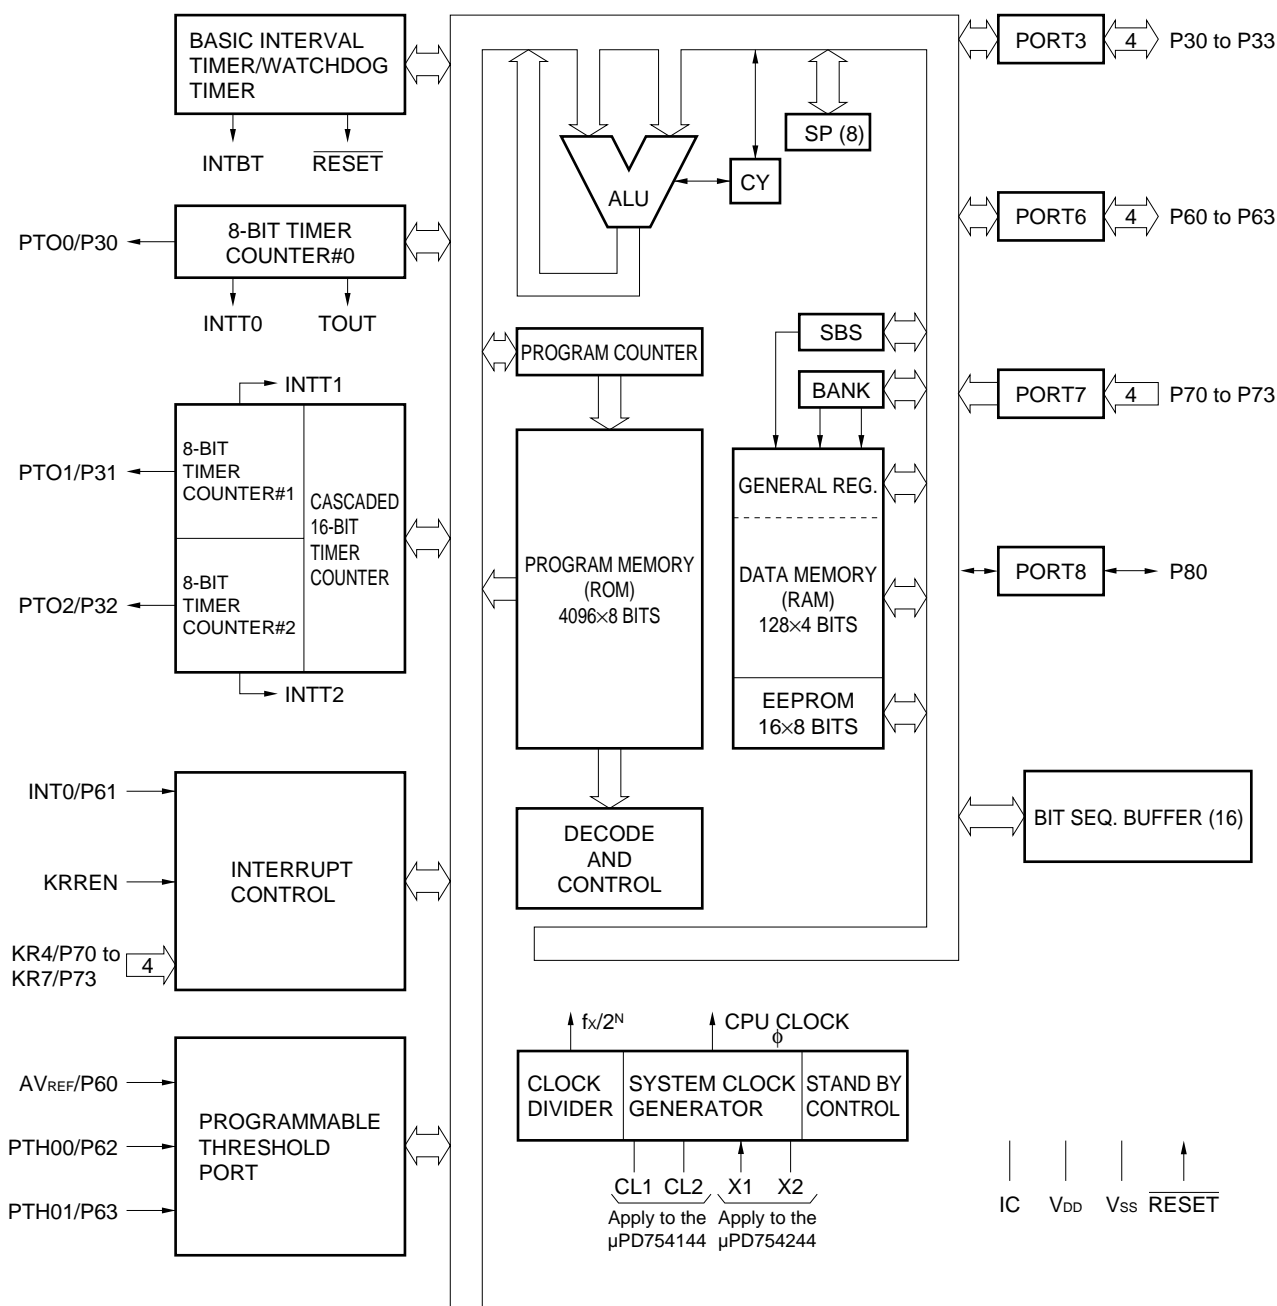 BASIC INTERVAL
TIMER/WATCHDOG
TIMER
INTBT
RESET
PTO0/P30
8-BIT TIMER
COUNTER#0
INTT0
TOUT
INTT1
8-BIT
TIMER
COUNTER#1
PTO1/P31
CASCADED
16-BIT
TIMER
COUNTER
8-BIT
TIMER
COUNTER#2
PTO2/P32
INTT2
INT0/P61
KRREN
KR4/P70 to
KR7/P73
4
INTERRUPT
CONTROL
AVREF/P60
PTH00/P62
PTH01/P63
PROGRAMMABLE
THRESHOLD
PORT
ALU
CY
SP (8)
PROGRAM COUNTER
PROGRAM MEMORY
(ROM)
4096×8 BITS
DECODE
AND
CONTROL
SBS
BANK
GENERAL REG.
DATA MEMORY
(RAM)
128×4 BITS
EEPROM
16×8 BITS
PORT3
4
P30 to P33
PORT6
4
P60 to P63
PORT7
4
P70 to P73
PORT8
P80
BIT SEQ. BUFFER (16)
fX/2N
CPU CLOCK
ϕ
CLOCK
DIVIDER
SYSTEM CLOCK
GENERATOR
STAND BY
CONTROL
CL1
CL2
X1
X2
Apply to the
µPD754144
Apply to the
µPD754244
IC
VDD
VSS
RESET